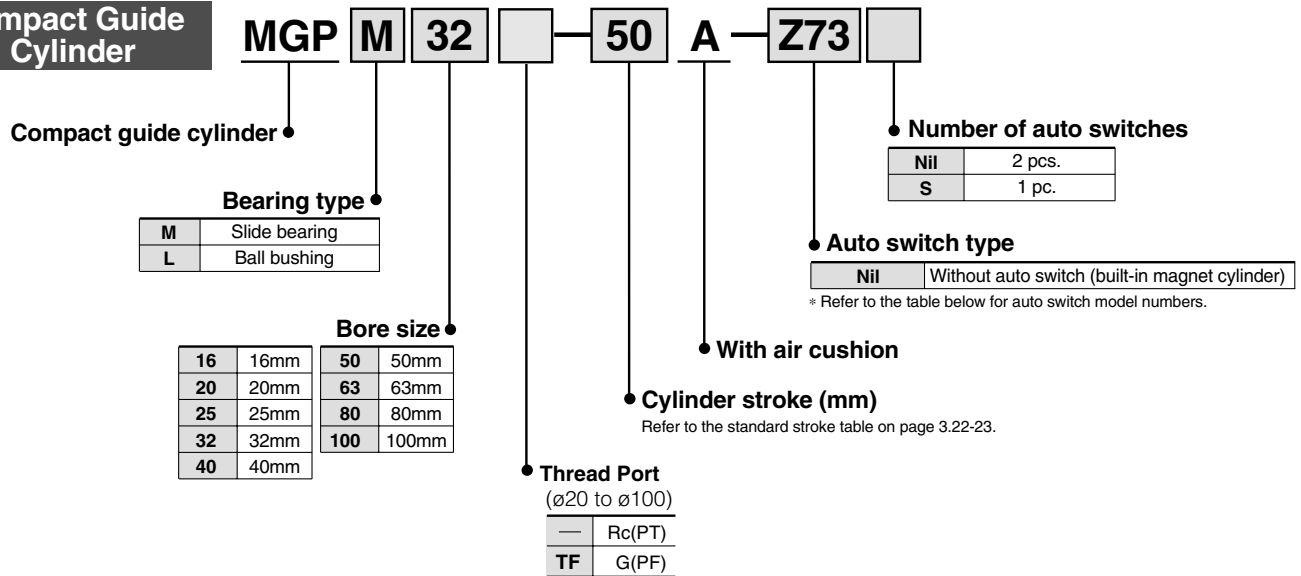 Guide
Cylinder
MGP M 32 — 50 A — Z73
Compact guide cylinder
Number of auto switches
Nil 2 pcs.
S 1 pc.
Bearing type
M Slide bearing
L Ball bushing
Auto switch type
Nil Without auto switch (built-in magnet cylinder)
* Refer to the table below for auto switch model numbers.
Bore size
16 16mm 50 50mm
20 20mm 63 63mm
25 25mm 80 80mm
32 32mm 100 100mm
40 40mm
With air cushion
Cylinder stroke (mm)
Refer to the standard stroke table on page 3.22-23.
Thread Port
(ø20 to ø100)
— Rc(PT)
TF G(PF)